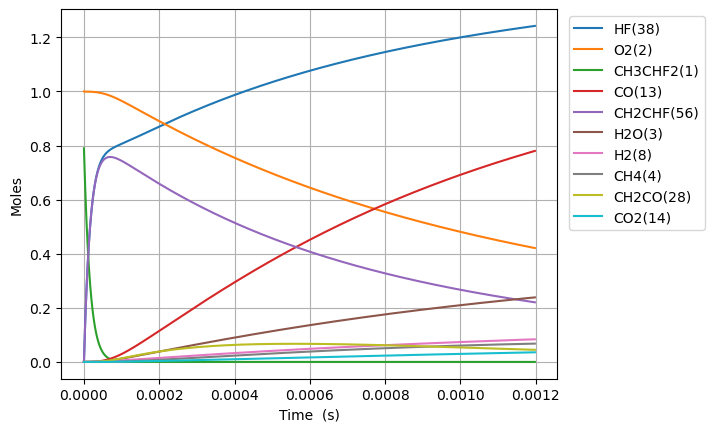 1.2
1.0
0.8
0.6
0.4
0.2
0.0
Moles
0.0000 0.0002 0.0004 0.0006 0.0008 0.0010 0.0012
Time (s)
HF(38)
O2(2)
CH3CHF2(1)
CO(13)
CH2CHF(56)
H2O(3)
H2(8)
CH4(4)
CH2CO(28)
CO2(14)